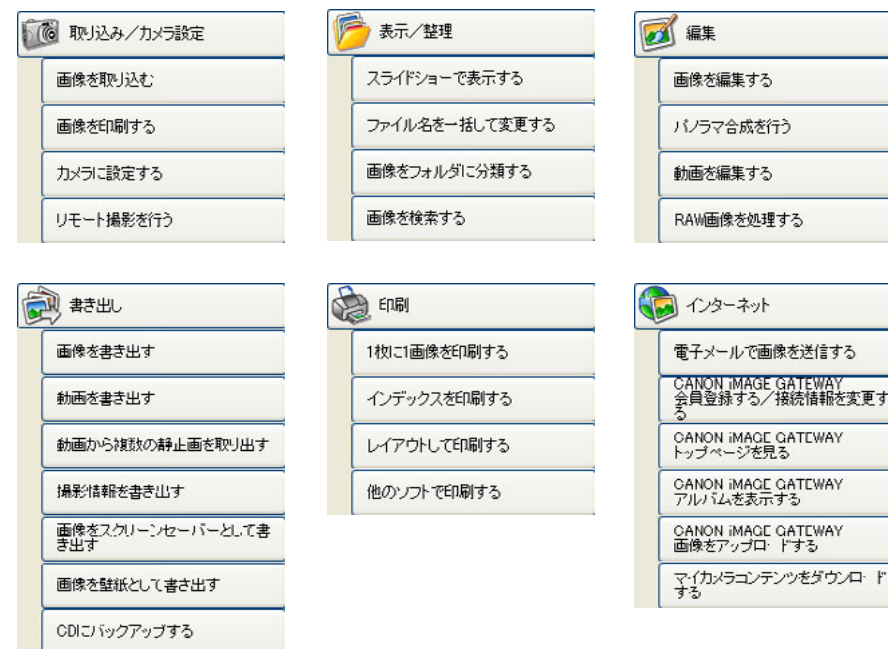 取り込み／カメラ設定
画像を取り込む
画像を印刷する
カメラに設定する
リモート撮影を行う
表示／整理
スライドショーで表示する
ファイル名を一括して変更する
画像をフォルダに分類する
画像を検索する
編集
画像を編集する
パノラマ合成を行う
動画を編集する
RAW画像を処理する
書き出し
画像を書き出す
動画を書き出す
動画から複数の静止画を取り出す
撮影情報を書き出す
画像をスクリーンセーバーとして書
き出す
画像を壁紙として書き出す
CDにバックアップする
印刷
1枚に1画像を印刷する
インデックスを印刷する
レイアウトして印刷する
他のソフトで印刷する
インターネット
電子メールで画像を送信する
CANON iMAGE GATEWAY
会員登録する／接続情報を変更す
る
CANON iMAGE GATEWAY
トップページを見る
CANON iMAGE GATEWAY
アルバムを表示する
CANON iMAGE GATEWAY
画像をアップロードする
マイカメラコンテンツをダウンロード
する